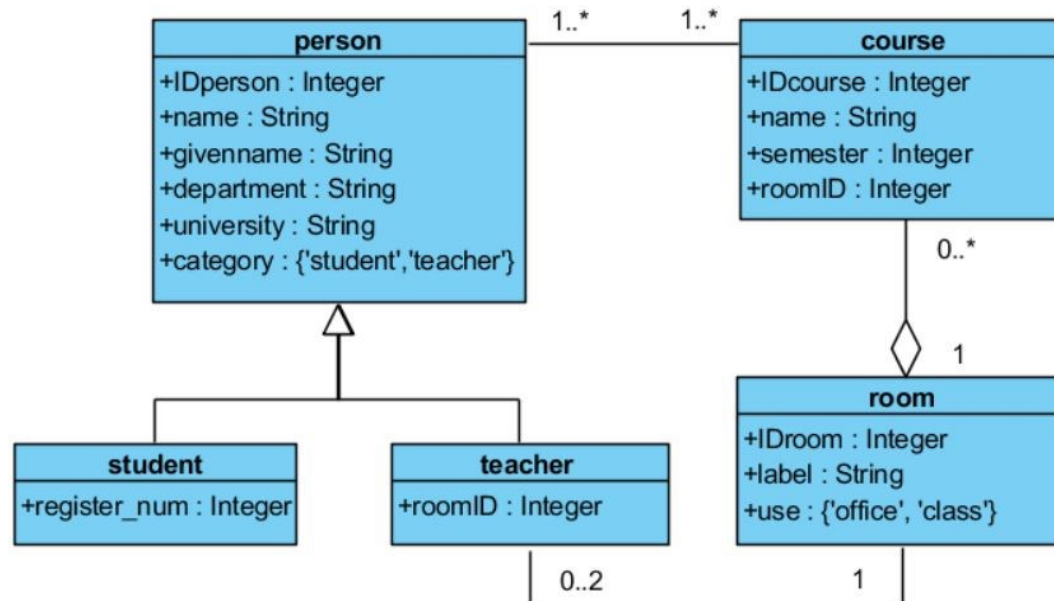 person
+IDperson : Integer
+name : String
+givenname : String
+department : String
+university : String
+category : {'student','teacher'}
1..*
1..*
course
+IDcourse : Integer
+name : String
+semester : Integer
+roomID : Integer
0..*
1
student
+register_num : Integer
teacher
+roomID : Integer
0..2
room
+IDroom : Integer
+label : String
+use : {'office', 'class'}
1